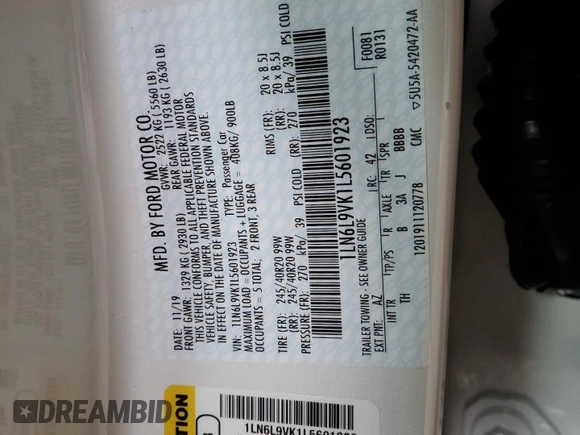 MFD. BY FORD MOTOR CO.
DATE: 11/19 GVWR: 2522 KG ( 5560 LB)
FRONT GAWR: 1329 KG (2930 LB) REAR GAWR: 1193 KG (2630 LB)
THIS VEHICLE CONFORMS TO ALL APPLICABLE FEDERAL MOTOR
VEHICLE SAFETY, BUMPER, AND THEFT PREVENTION STANDARDS
IN EFFECT ON THE DATE OF MANUFACTURE SHOWN ABOVE.
VIN: 1LN6L9VK1L5601923 TYPE: Passenger Car
MAXIMUM LOAD = OCCUPANTS + LUGGAGE = 408KG/ 900LB
OCCUPANTS = 5 TOTAL; 2 FRONT, 3 REAR
TIRE (FR): 245/40R20 99W RIMS (FR): 20 x 8.5J
(RR): 245/40R20 99W (RR): 20 x 8.5J
PRESSURE (FR): 270 kPa/ 39 PSI COLD (RR): 270 kPa/ 39 PSI COLD
1LN6L9VK1L5601923
F0081
R0131
TRAILER TOWING - SEE OWNER GUIDE
EXT PNT: AZ RC: 42 DSO:
INT TR TP/PS R AXLE TR SPR
TH B 3A J BBBB
1201911120778 CMC 5U5A-5420472-AA
TION
1LN6L9VK1L5601923
DREAMBID